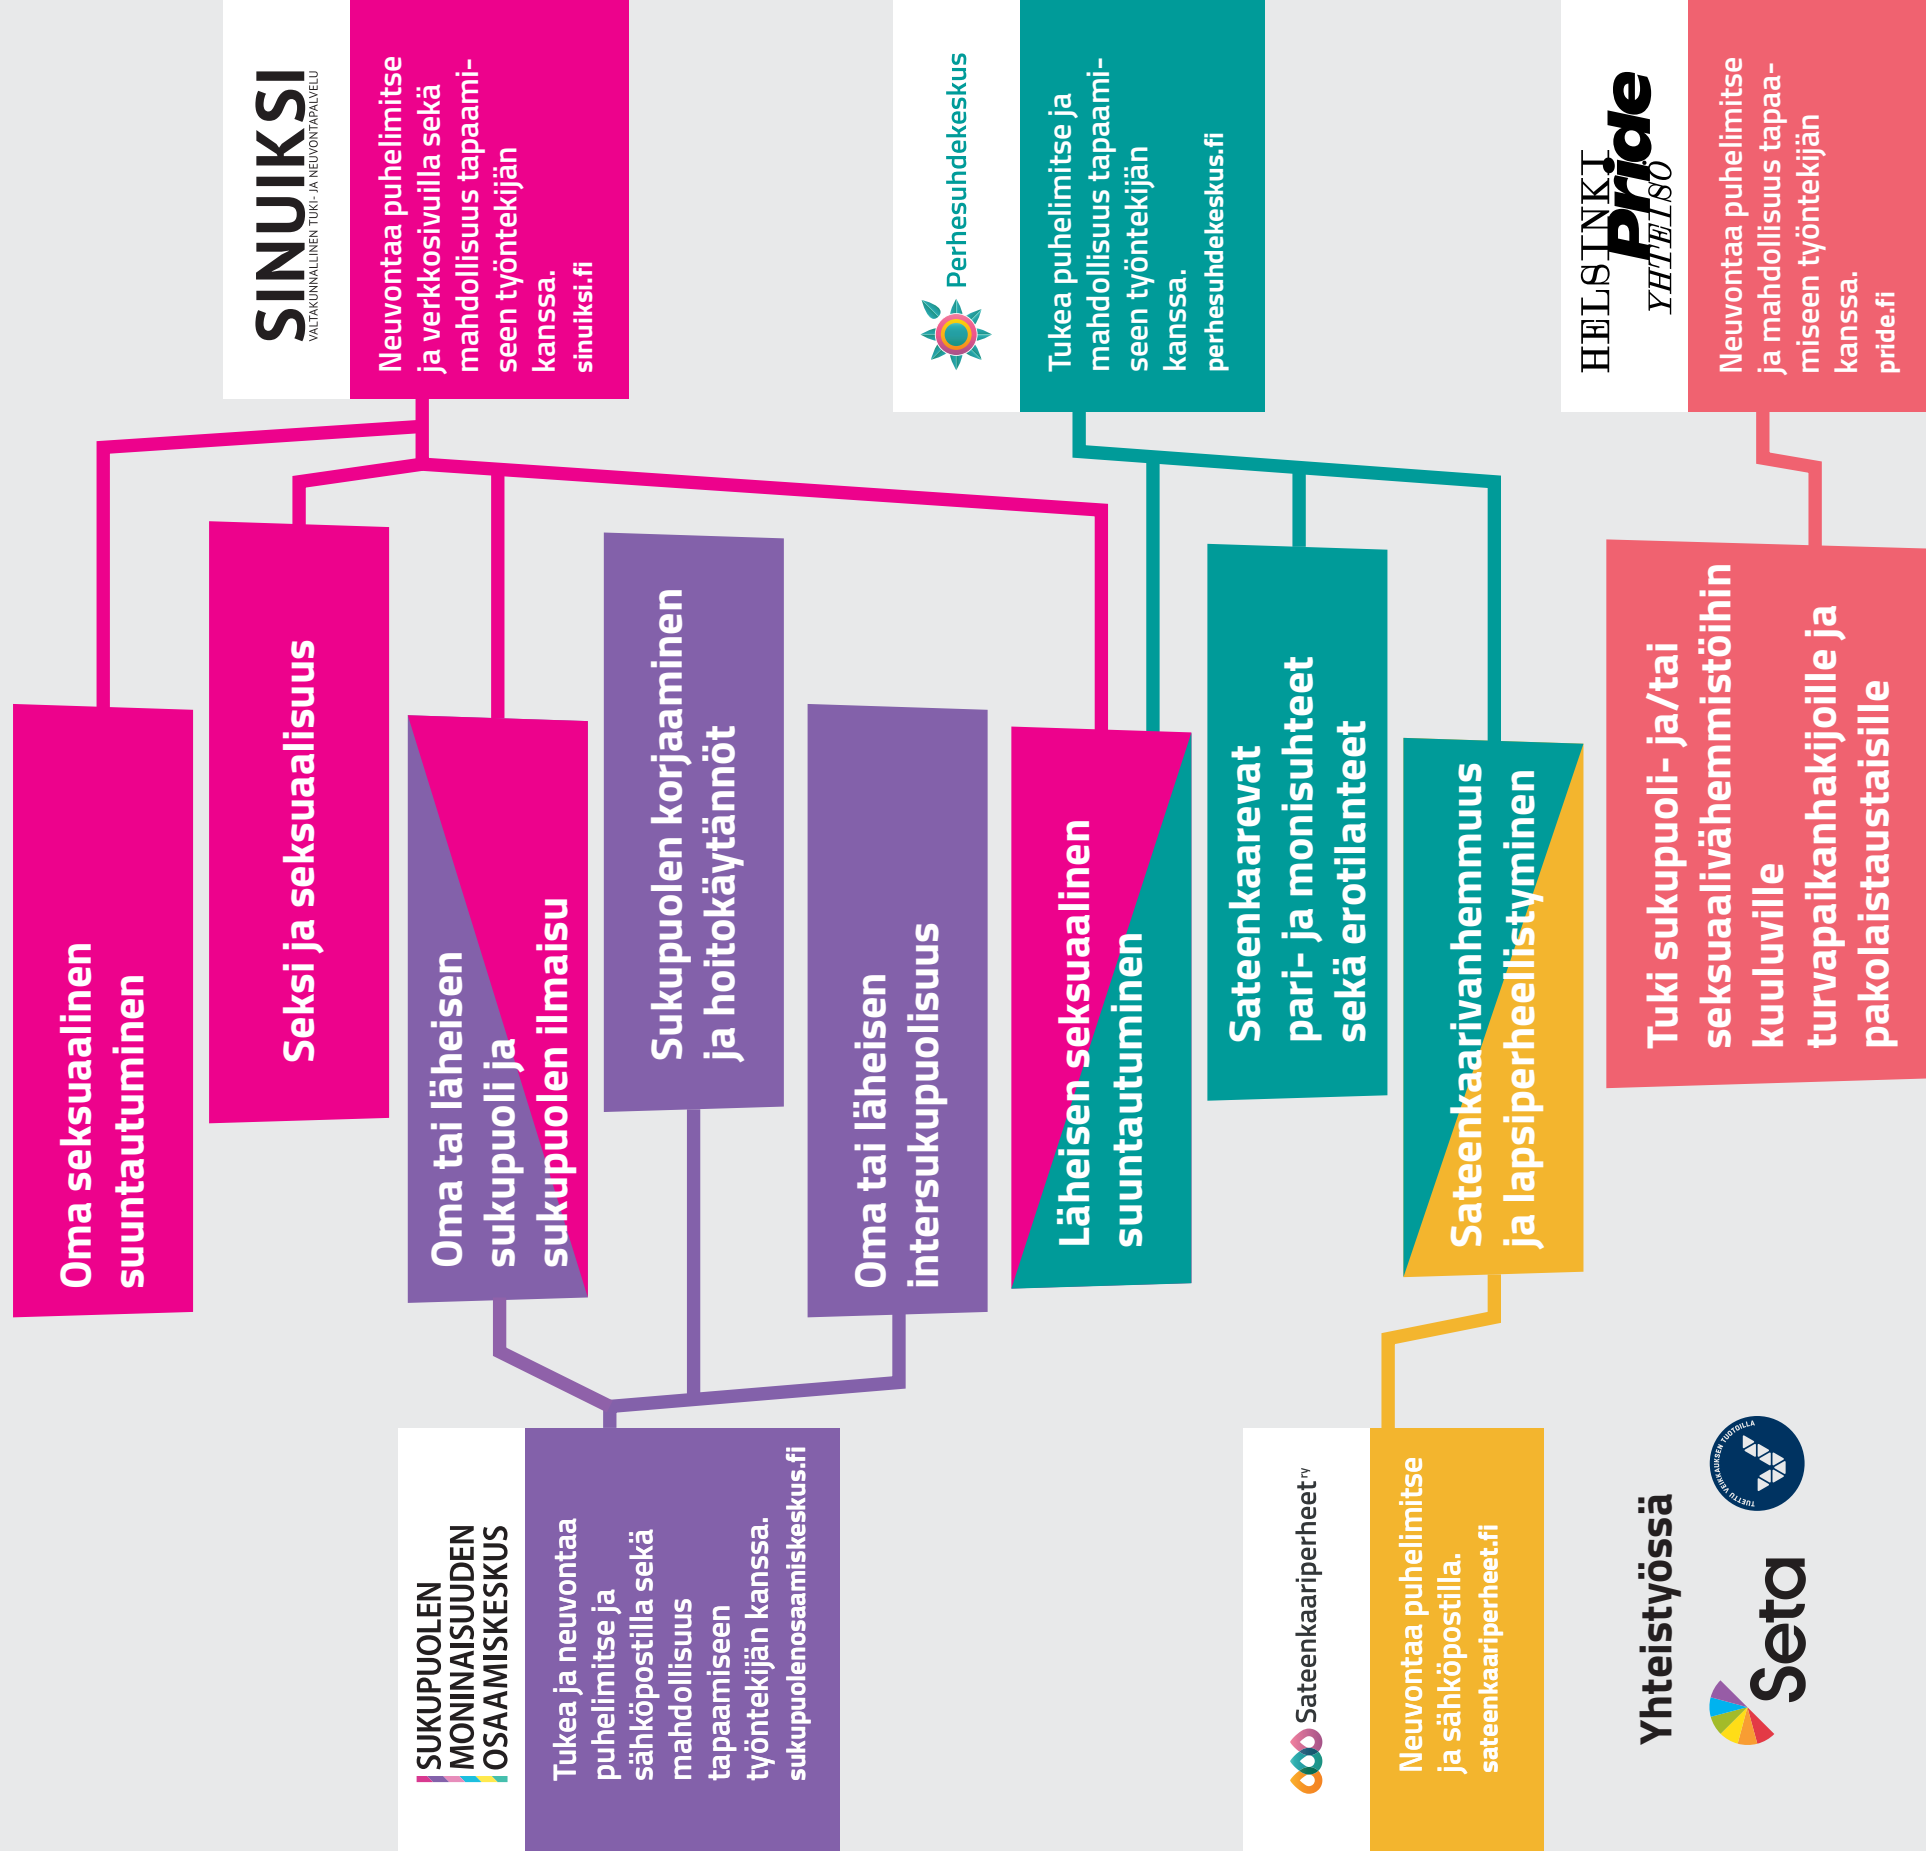 SUKUPUOLEN
MONINAISUUDEN
OSAAMISKESKUS
Tukea ja neuvontaa
puhelimitse ja
sähköpostilla sekä
mahdollisuus
tapaamiseen
työntekijän kanssa.
sukupuolenosaamiskeskus.fi
Sateenkaariperheet ry
Neuvontaa puhelimitse
ja sähköpostilla.
sateenkaariperheet.fi
Yhteistyössä
Seta
TUETTU VEIKKAUKSEN TUOTOILLA
Oma seksuaalinen
suuntautuminen
Seksi ja seksuaalisuus
Oma tai läheisen
sukupuoli ja
sukupuolen ilmaisu
Sukupuolen korjaaminen
ja hoitokäytännöt
Oma tai läheisen
intersukupuolisuus
Läheisen seksuaalinen
suuntautuminen
Sateenkaarevat
pari- ja monisuhteet
sekä erotilanteet
Sateenkaarivanhemmuus
ja lapsiperheellistyminen
Tuki sukupuoli- ja/tai
seksuaalivähemmistöihin
kuuluville
turvapaikanhakijoille ja
pakolaistaustaisille
SINUIKSI
VALTAKUNNALLINEN TUKI- JA NEUVONTAPALVELU
Neuvontaa puhelimitse
ja verkkosivuilla sekä
mahdollisuus tapaami-
seen työntekijän
kanssa.
sinuiksi.fi
Perhesuhdekeskus
Tukea puhelimitse ja
mahdollisuus tapaami-
seen työntekijän
kanssa.
perhesuhdekeskus.fi
HELSINKI
Pride
YHTEISÖ
Neuvontaa puhelimitse
ja mahdollisuus tapaa-
miseen työntekijän
kanssa.
pride.fi